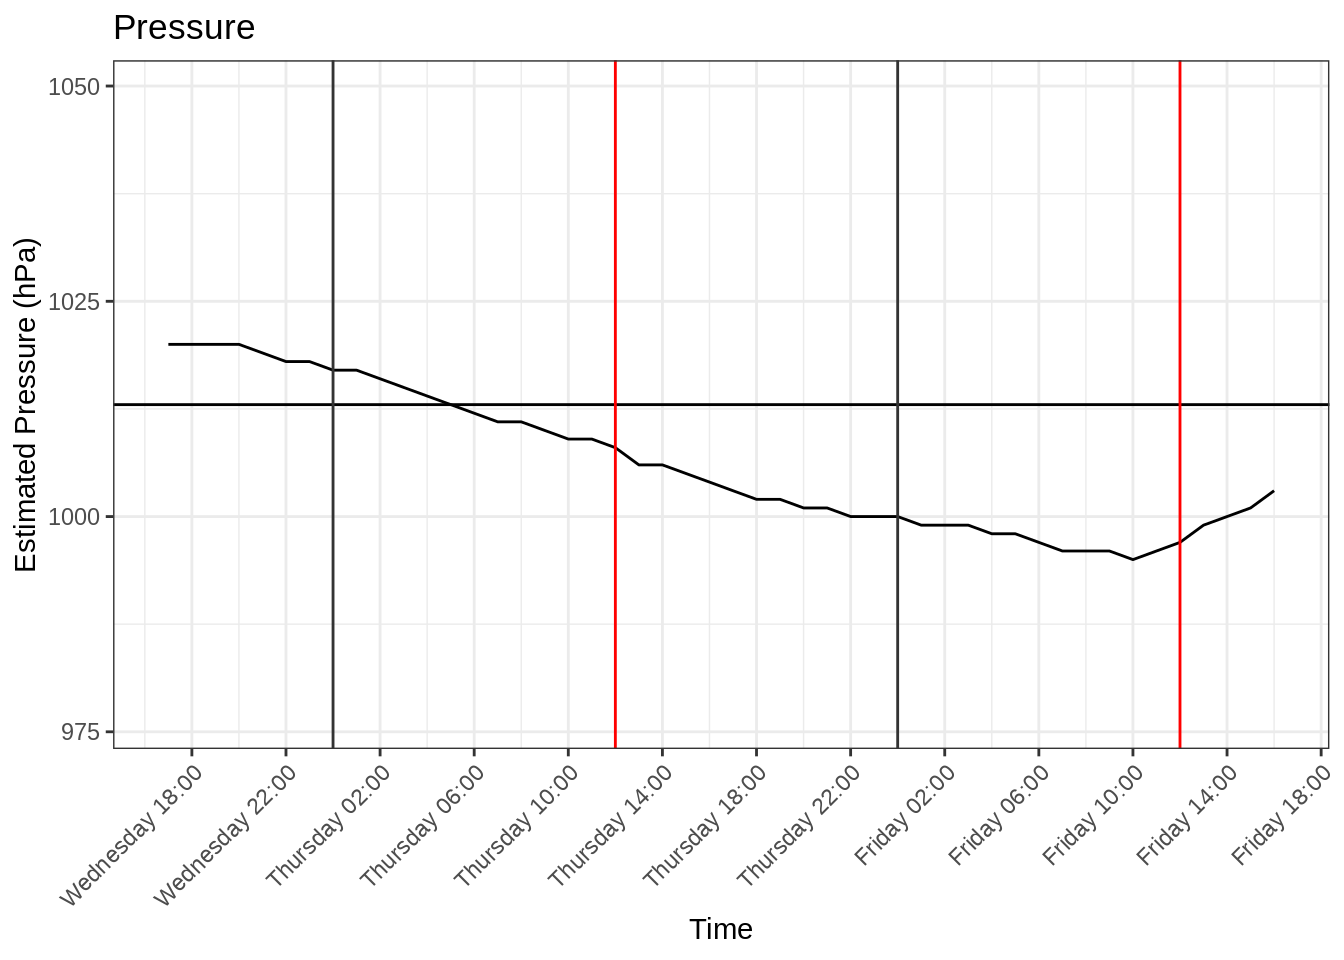 Pressure
Estimated Pressure (hPa)
1050
1025
1000
975
Wednesday 18:00
Wednesday 22:00
Thursday 02:00
Thursday 06:00
Thursday 10:00
Thursday 14:00
Thursday 18:00
Thursday 22:00
Friday 02:00
Friday 06:00
Friday 10:00
Friday 14:00
Friday 18:00
Time